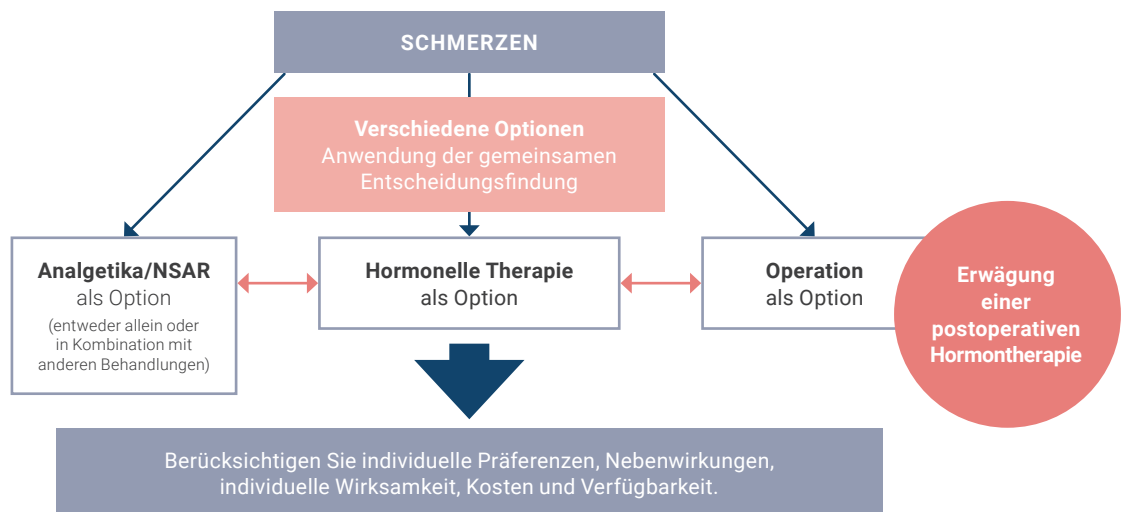 SCHMERZEN
Verschiedene Optionen
Anwendung der gemeinsamen
Entscheidungsfindung
Analgetika/NSAR
als Option
(entweder allein oder
in Kombination mit
anderen Behandlungen)
Hormonelle Therapie
als Option
Operation
als Option
Erwägung
einer
postoperativen
Hormontherapie
Berücksichtigen Sie individuelle Präferenzen, Nebenwirkungen,
individuelle Wirksamkeit, Kosten und Verfügbarkeit.